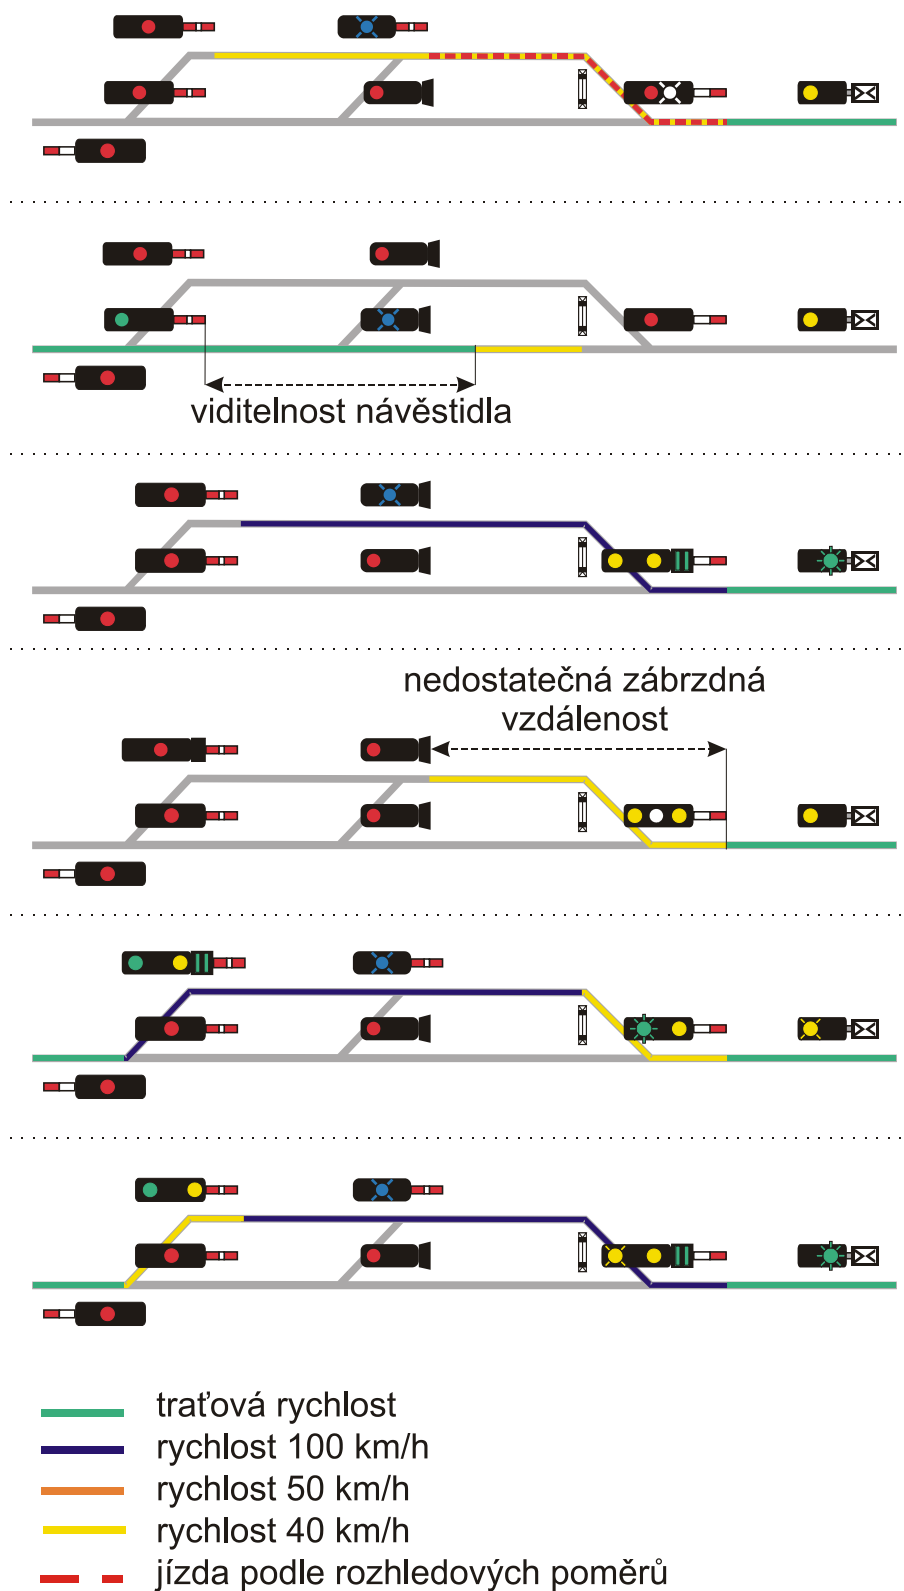 viditelnost návěstidla
nedostatečná zábrzdná
vzdálenost
traťová rychlost
rychlost 100 km/h
rychlost 50 km/h
rychlost 40 km/h
jízda podle rozhledových poměrů